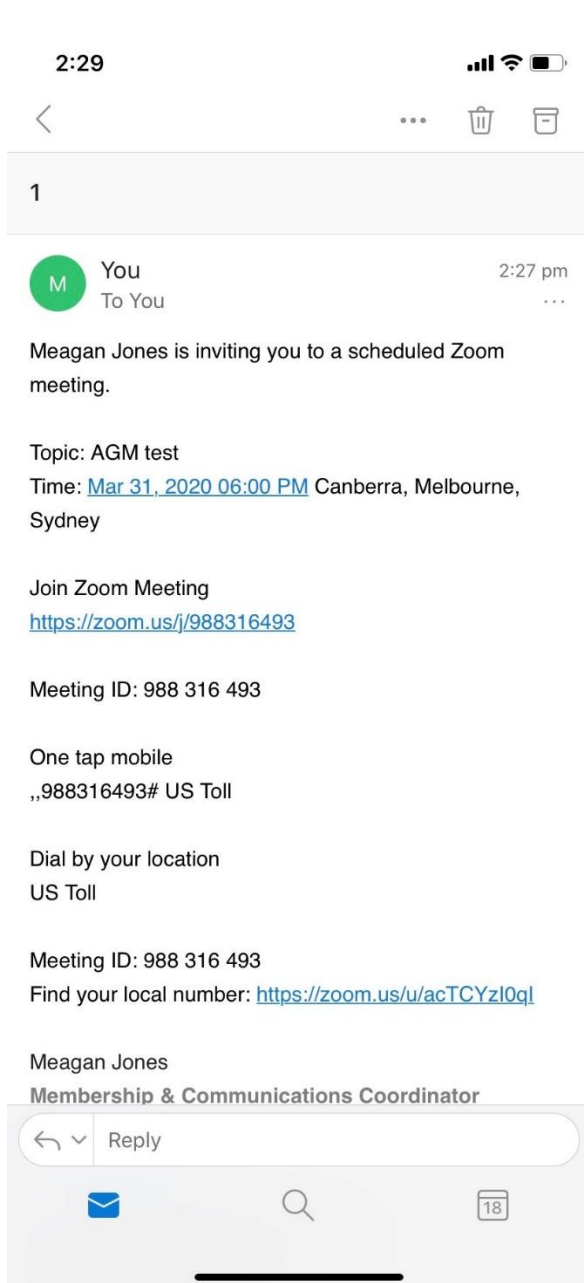 2:29
1
M
You
2:27 pm
To You
Meagan Jones is inviting you to a scheduled Zoom
meeting.
Topic: AGM test
Time: Mar 31, 2020 06:00 PM Canberra, Melbourne,
Sydney
Join Zoom Meeting
https://zoom.us/j/988316493
Meeting ID: 988 316 493
One tap mobile
,,988316493# US Toll
Dial by your location
US Toll
Meeting ID: 988 316 493
Find your local number: https://zoom.us/u/acTCYzI0qI
Meagan Jones
Membership & Communications Coordinator
Reply
18